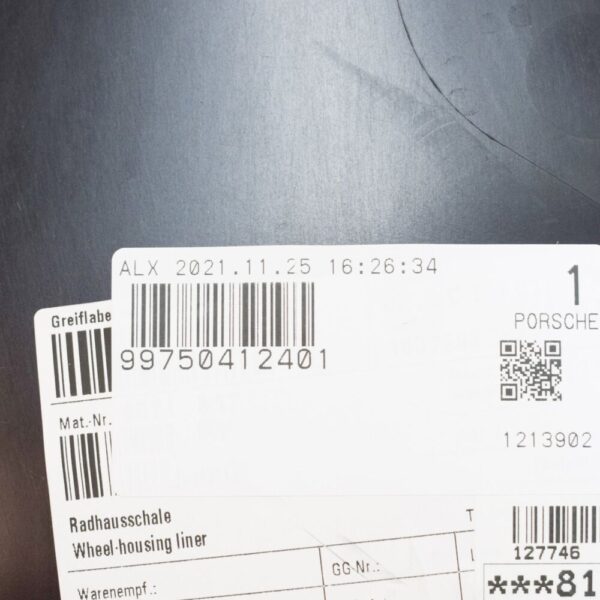 ALX 2021.11.25 16:26:34
1
PORSCHE
99750412401
1213902
Greiflabe
Mat.-Nr.
Radhausschale
Wheel-housing liner
T
GG-Nr.:
L
Warenempf.:
127746
***81